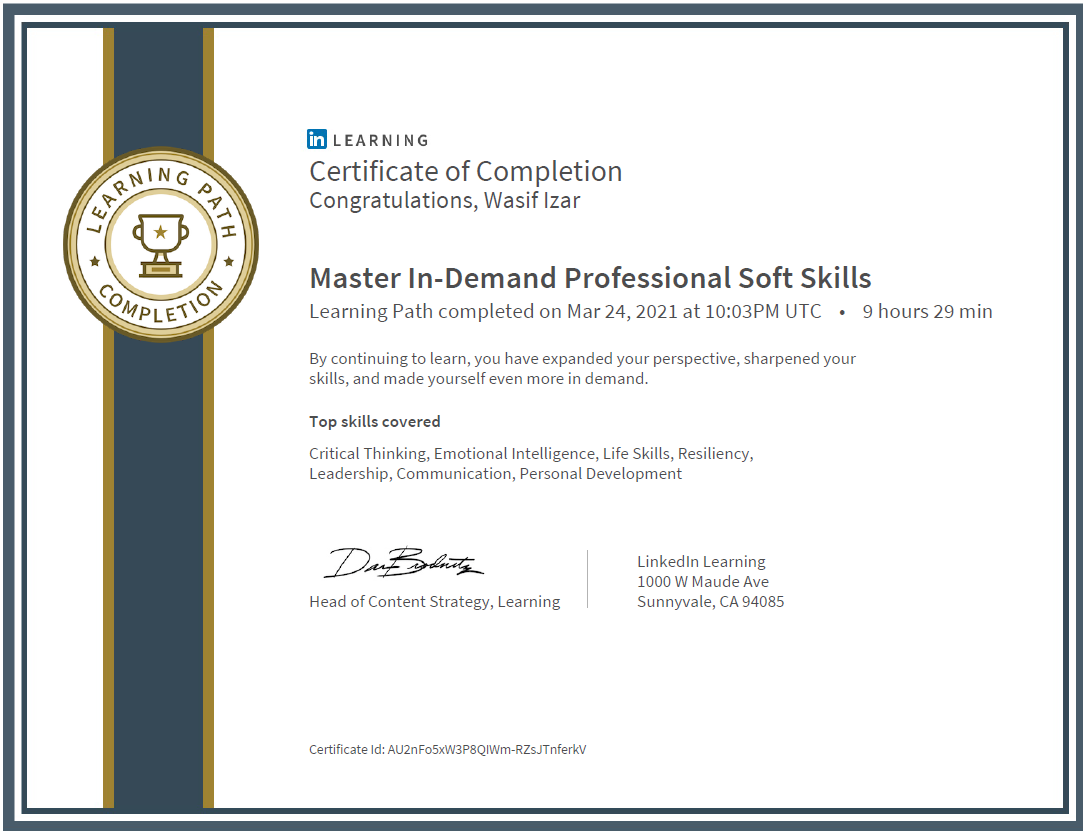 LEARNING PATH
COMPLETION
in LEARNING
Certificate of Completion
Congratulations, Wasif Izar
Master In-Demand Professional Soft Skills
Learning Path completed on Mar 24, 2021 at 10:03PM UTC • 9 hours 29 min
By continuing to learn, you have expanded your perspective, sharpened your
skills, and made yourself even more in demand.
Top skills covered
Critical Thinking, Emotional Intelligence, Life Skills, Resiliency,
Leadership, Communication, Personal Development
Head of Content Strategy, Learning
LinkedIn Learning
1000 W Maude Ave
Sunnyvale, CA 94085
Certificate Id: AU2nFo5xW3P8QIWm-RZsJTnferkV